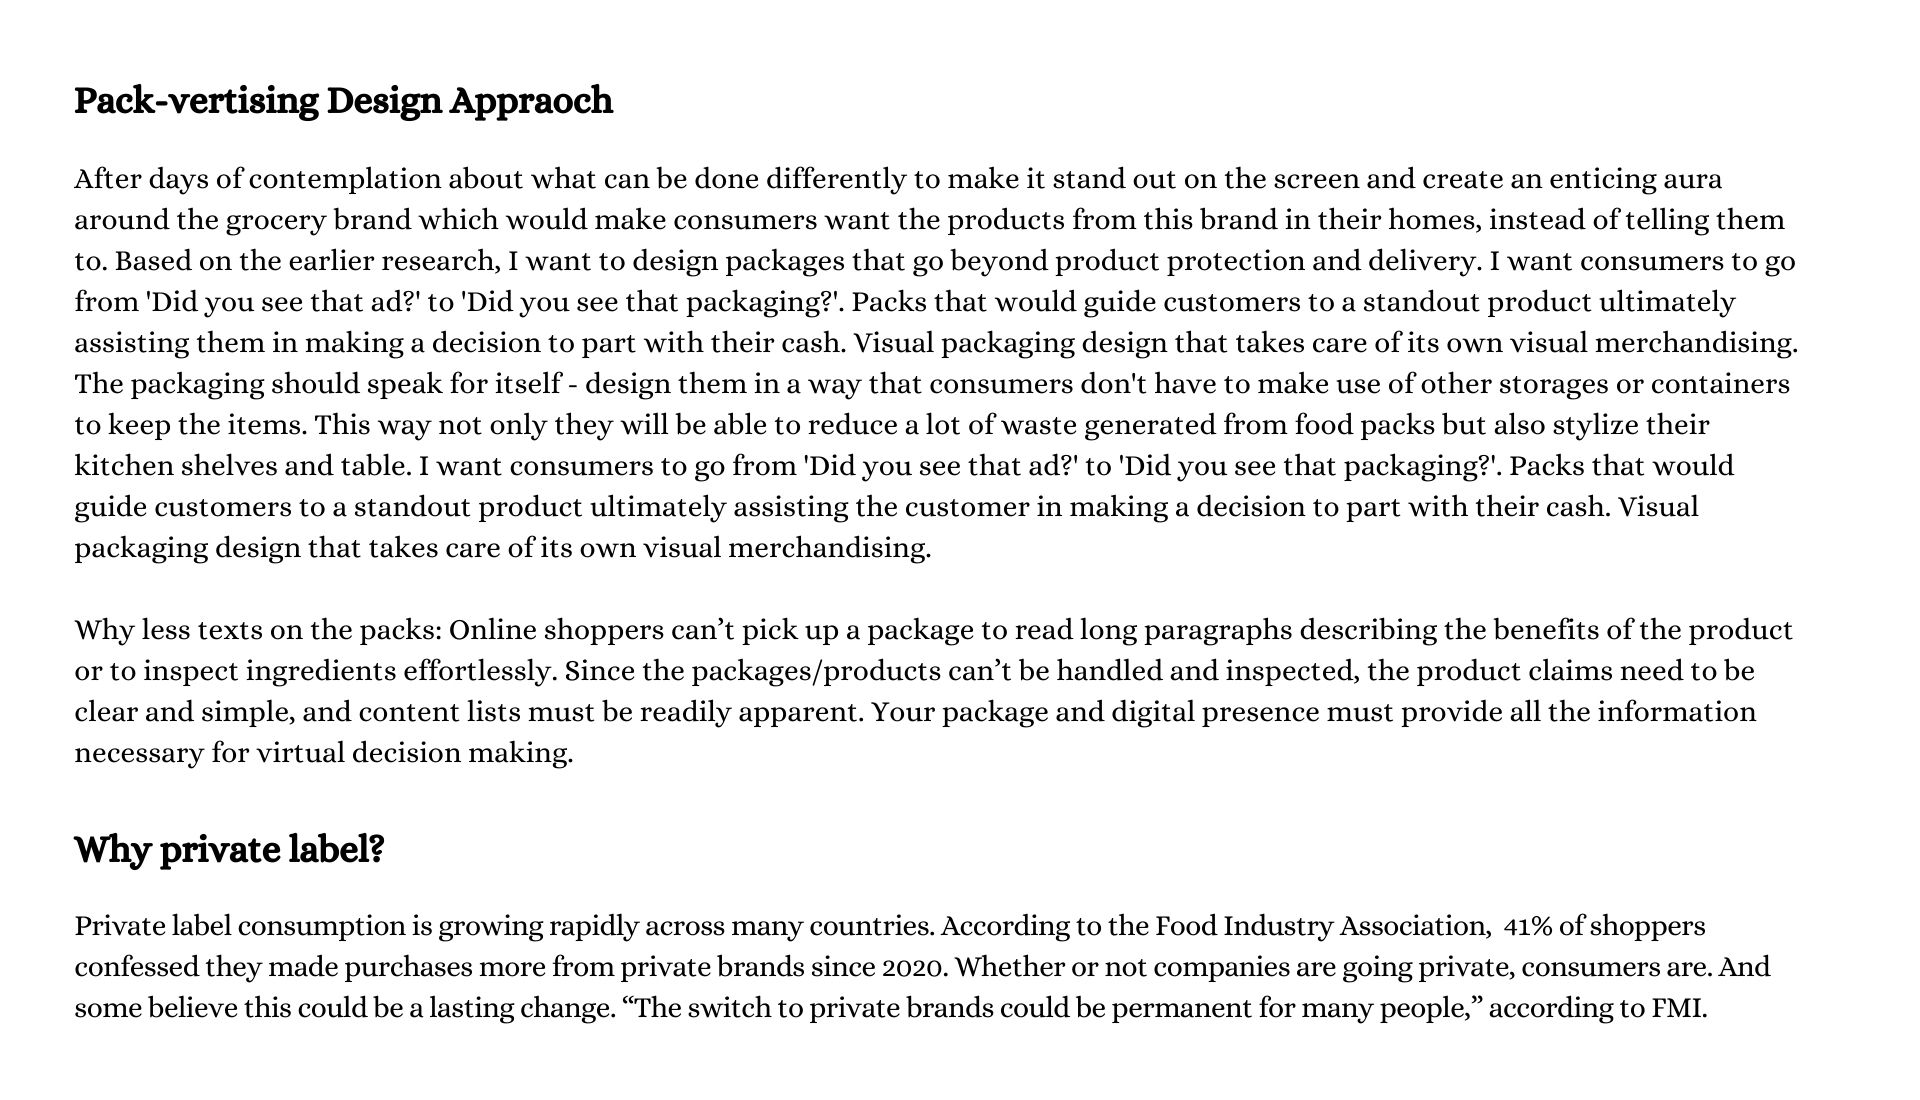 Pack-vertising Design Appraoch
After days of contemplation about what can be done differently to make it stand out on the screen and create an enticing aura
around the grocery brand which would make consumers want the products from this brand in their homes, instead of telling them
to. Based on the earlier research, I want to design packages that go beyond product protection and delivery. I want consumers to go
from 'Did you see that ad?' to 'Did you see that packaging?'. Packs that would guide customers to a standout product ultimately
assisting them in making a decision to part with their cash. Visual packaging design that takes care of its own visual merchandising.
The packaging should speak for itself - design them in a way that consumers don't have to make use of other storages or containers
to keep the items. This way not only they will be able to reduce a lot of waste generated from food packs but also stylize their
kitchen shelves and table. I want consumers to go from 'Did you see that ad?' to 'Did you see that packaging?'. Packs that would
guide customers to a standout product ultimately assisting the customer in making a decision to part with their cash. Visual
packaging design that takes care of its own visual merchandising.
Why less texts on the packs: Online shoppers can’t pick up a package to read long paragraphs describing the benefits of the product
or to inspect ingredients effortlessly. Since the packages/products can’t be handled and inspected, the product claims need to be
clear and simple, and content lists must be readily apparent. Your package and digital presence must provide all the information
necessary for virtual decision making.
Why private label?
Private label consumption is growing rapidly across many countries. According to the Food Industry Association, 41% of shoppers
confessed they made purchases more from private brands since 2020. Whether or not companies are going private, consumers are. And
some believe this could be a lasting change. “The switch to private brands could be permanent for many people,” according to FMI.